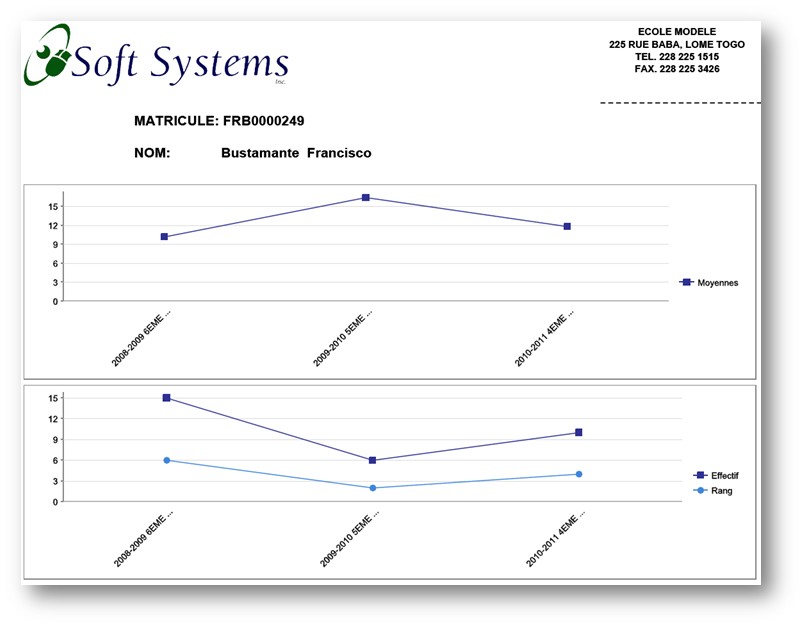 Soft Systems
Inc.
ECOLE MODELE
225 RUE BABA, LOME TOGO
TEL. 228 225 1515
FAX. 228 225 3426
MATRICULE: FRB0000249
NOM: Bustamante Francisco
15
12
9
6
3
0
2008-2009 6EME ...
2009-2010 5EME ...
2010-2011 4EME ...
Moyennes
15
12
9
6
3
0
2008-2009 6EME ...
2009-2010 5EME ...
2010-2011 4EME ...
Effectif
Rang